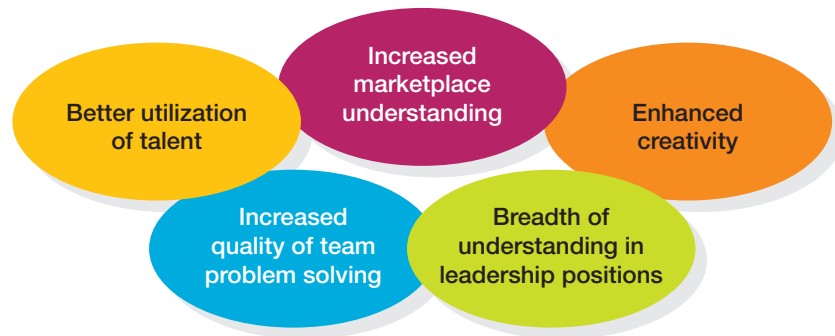 Increased
marketplace
understanding
Better utilization
of talent
Enhanced
creativity
Increased
quality of team
problem solving
Breadth of
understanding in
leadership positions